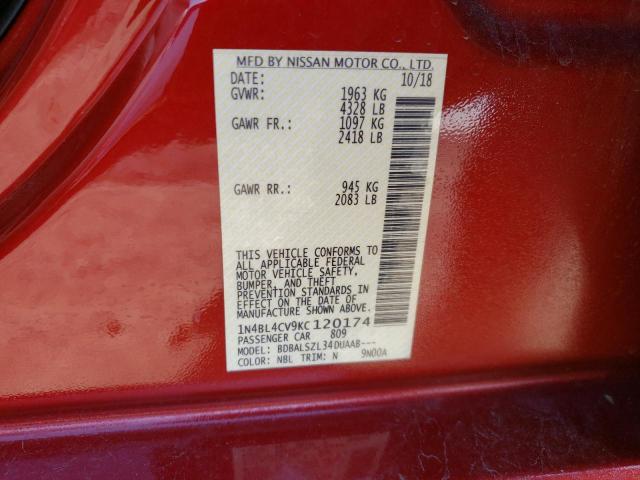 MFD BY NISSAN MOTOR CO., LTD.
DATE: 10/18
GVWR: 1963 KG
4328 LB
GAWR FR.: 1097 KG
2418 LB
GAWR RR.: 945 KG
2083 LB
THIS VEHICLE CONFORMS TO
ALL APPLICABLE FEDERAL
MOTOR VEHICLE SAFETY,
BUMPER, AND THEFT
PREVENTION STANDARDS IN
EFFECT ON THE DATE OF
MANUFACTURE SHOWN ABOVE.
1N4BL4CV9KC120174
PASSENGER CAR 809
MODEL: BDBALSZL34DUAAB---
COLOR: NBL TRIM: N 9N00A